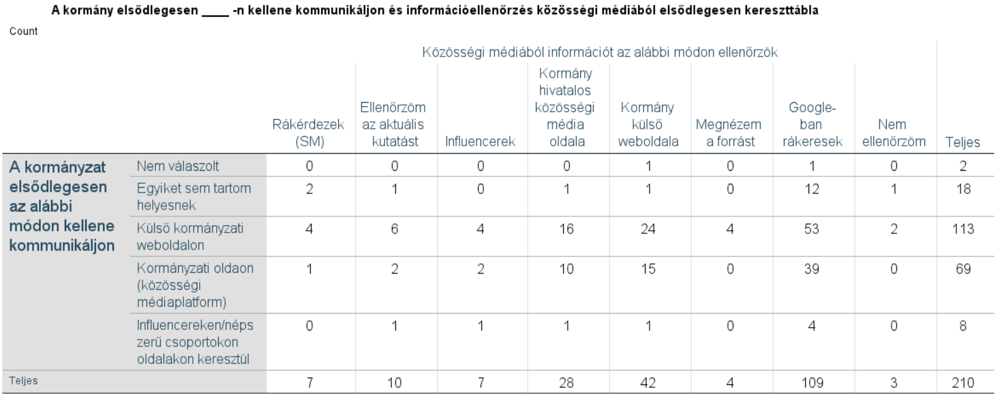 A kormány elsődlegesen ____ -n kellene kommunikáljon és információellenőrzés közösségi médiából elsődlegesen kereszttábla
Count
Közösségi médiából információt az alábbi módon ellenőrzök
Rákérdezek (SM)
Ellenőrzöm az aktuális kutatást
Influencerek
Kormány hivatalos közösségi média oldala
Kormány külső weboldala
Megnézem a forrást
Google-ban rákeresek
Nem ellenőrzöm
Teljes
A kormányzat elsődlegesen az alábbi módon kellene kommunikáljon
Nem válaszolt 0 0 0 0 1 0 1 0 2
Egyiket sem tartom helyesnek 2 1 0 1 1 0 12 1 18
Külső kormányzati weboldalon 4 6 4 16 24 4 53 2 113
Kormányzati oldaon (közösségi médiaplatform) 1 2 2 10 15 0 39 0 69
Influencereken/népszerű csoportokon oldalakon keresztül 0 1 1 1 1 0 4 0 8
Teljes 7 10 7 28 42 4 109 3 210